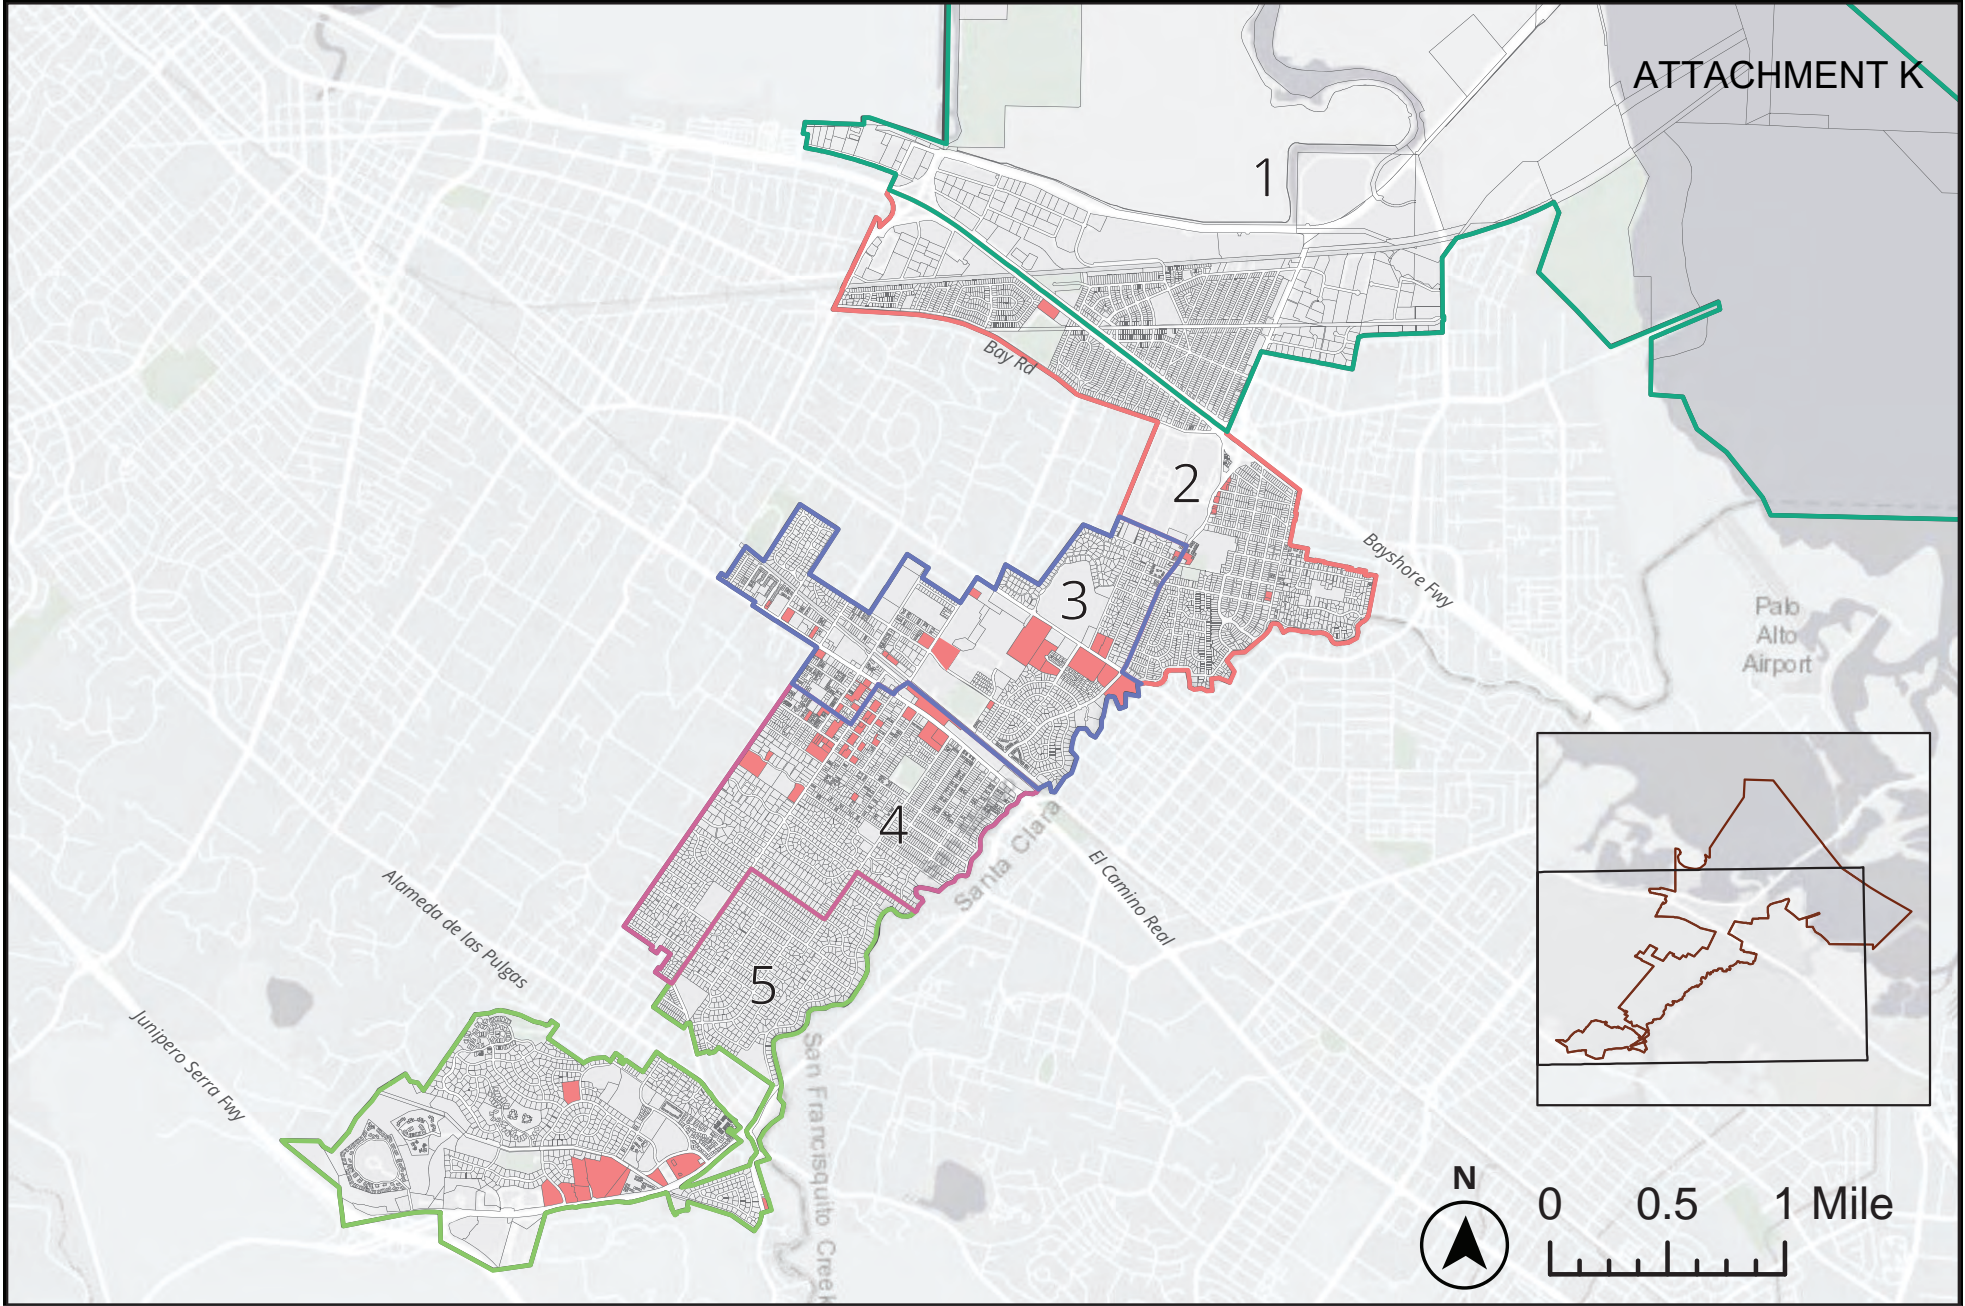 ATTACHMENT K
1
Bay Rd
2
Bayshore Fwy
3
Palo
Alto
Airport
4
Santa Clara
El Camino Real
Alameda de las Pulgas
5
Junipero Serra Fwy
San Francisquito Creek
N
0 0.5 1 Mile